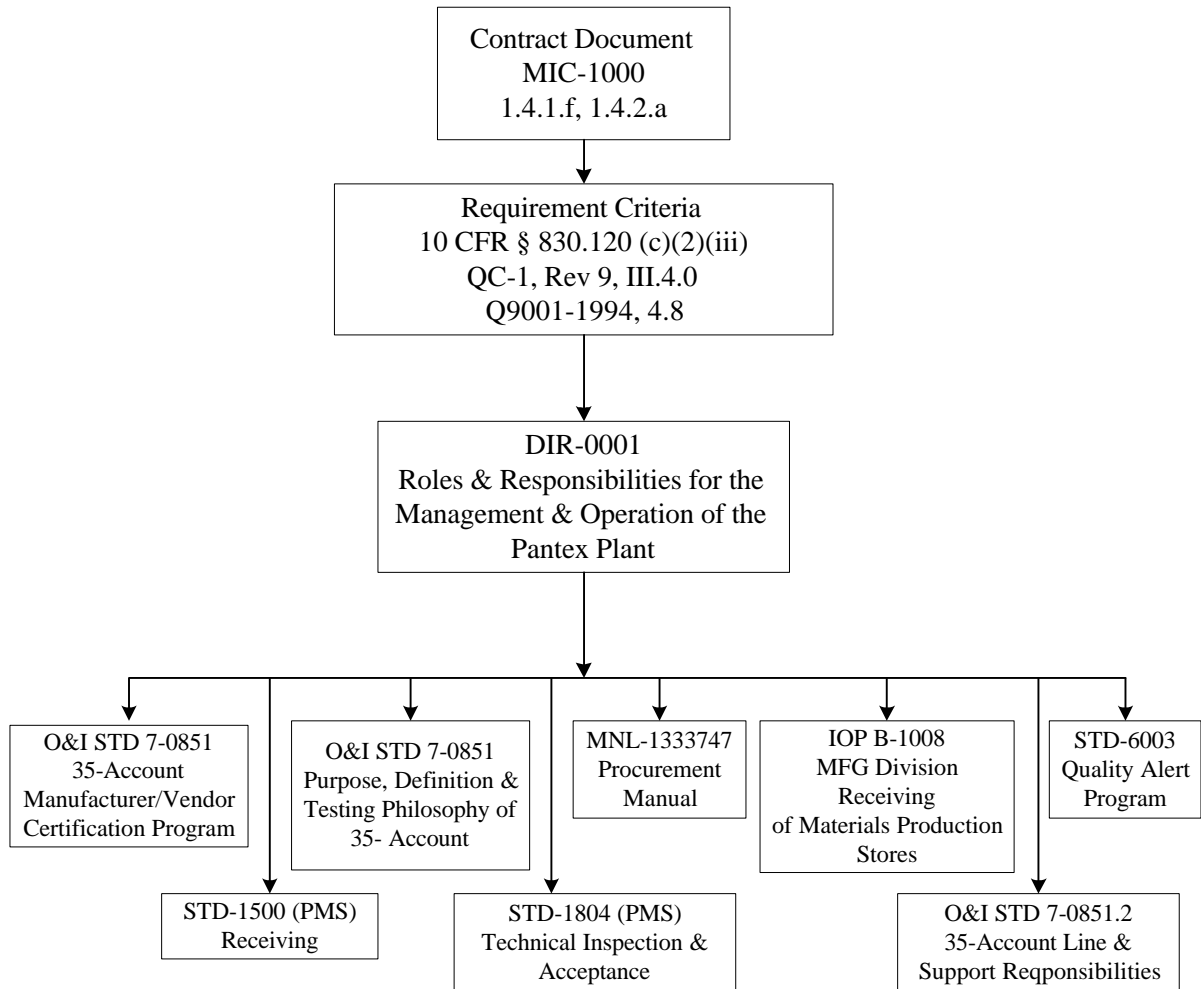 Contract Document
MIC-1000
1.4.1.f, 1.4.2.a
Requirement Criteria
10 CFR § 830.120 (c)(2)(iii)
QC-1, Rev 9, III.4.0
Q9001-1994, 4.8
DIR-0001
Roles & Responsibilities for the
Management & Operation of the
Pantex Plant
O&I STD 7-0851
35-Account
Manufacturer/Vendor
Certification Program
O&I STD 7-0851
Purpose, Definition &
Testing Philosophy of
35- Account
MNL-1333747
Procurement
Manual
IOP B-1008
MFG Division
Receiving
of Materials Production
Stores
STD-6003
Quality Alert
Program
STD-1500 (PMS)
Receiving
STD-1804 (PMS)
Technical Inspection &
Acceptance
O&I STD 7-0851.2
35-Account Line &
Support Reqponsibilities